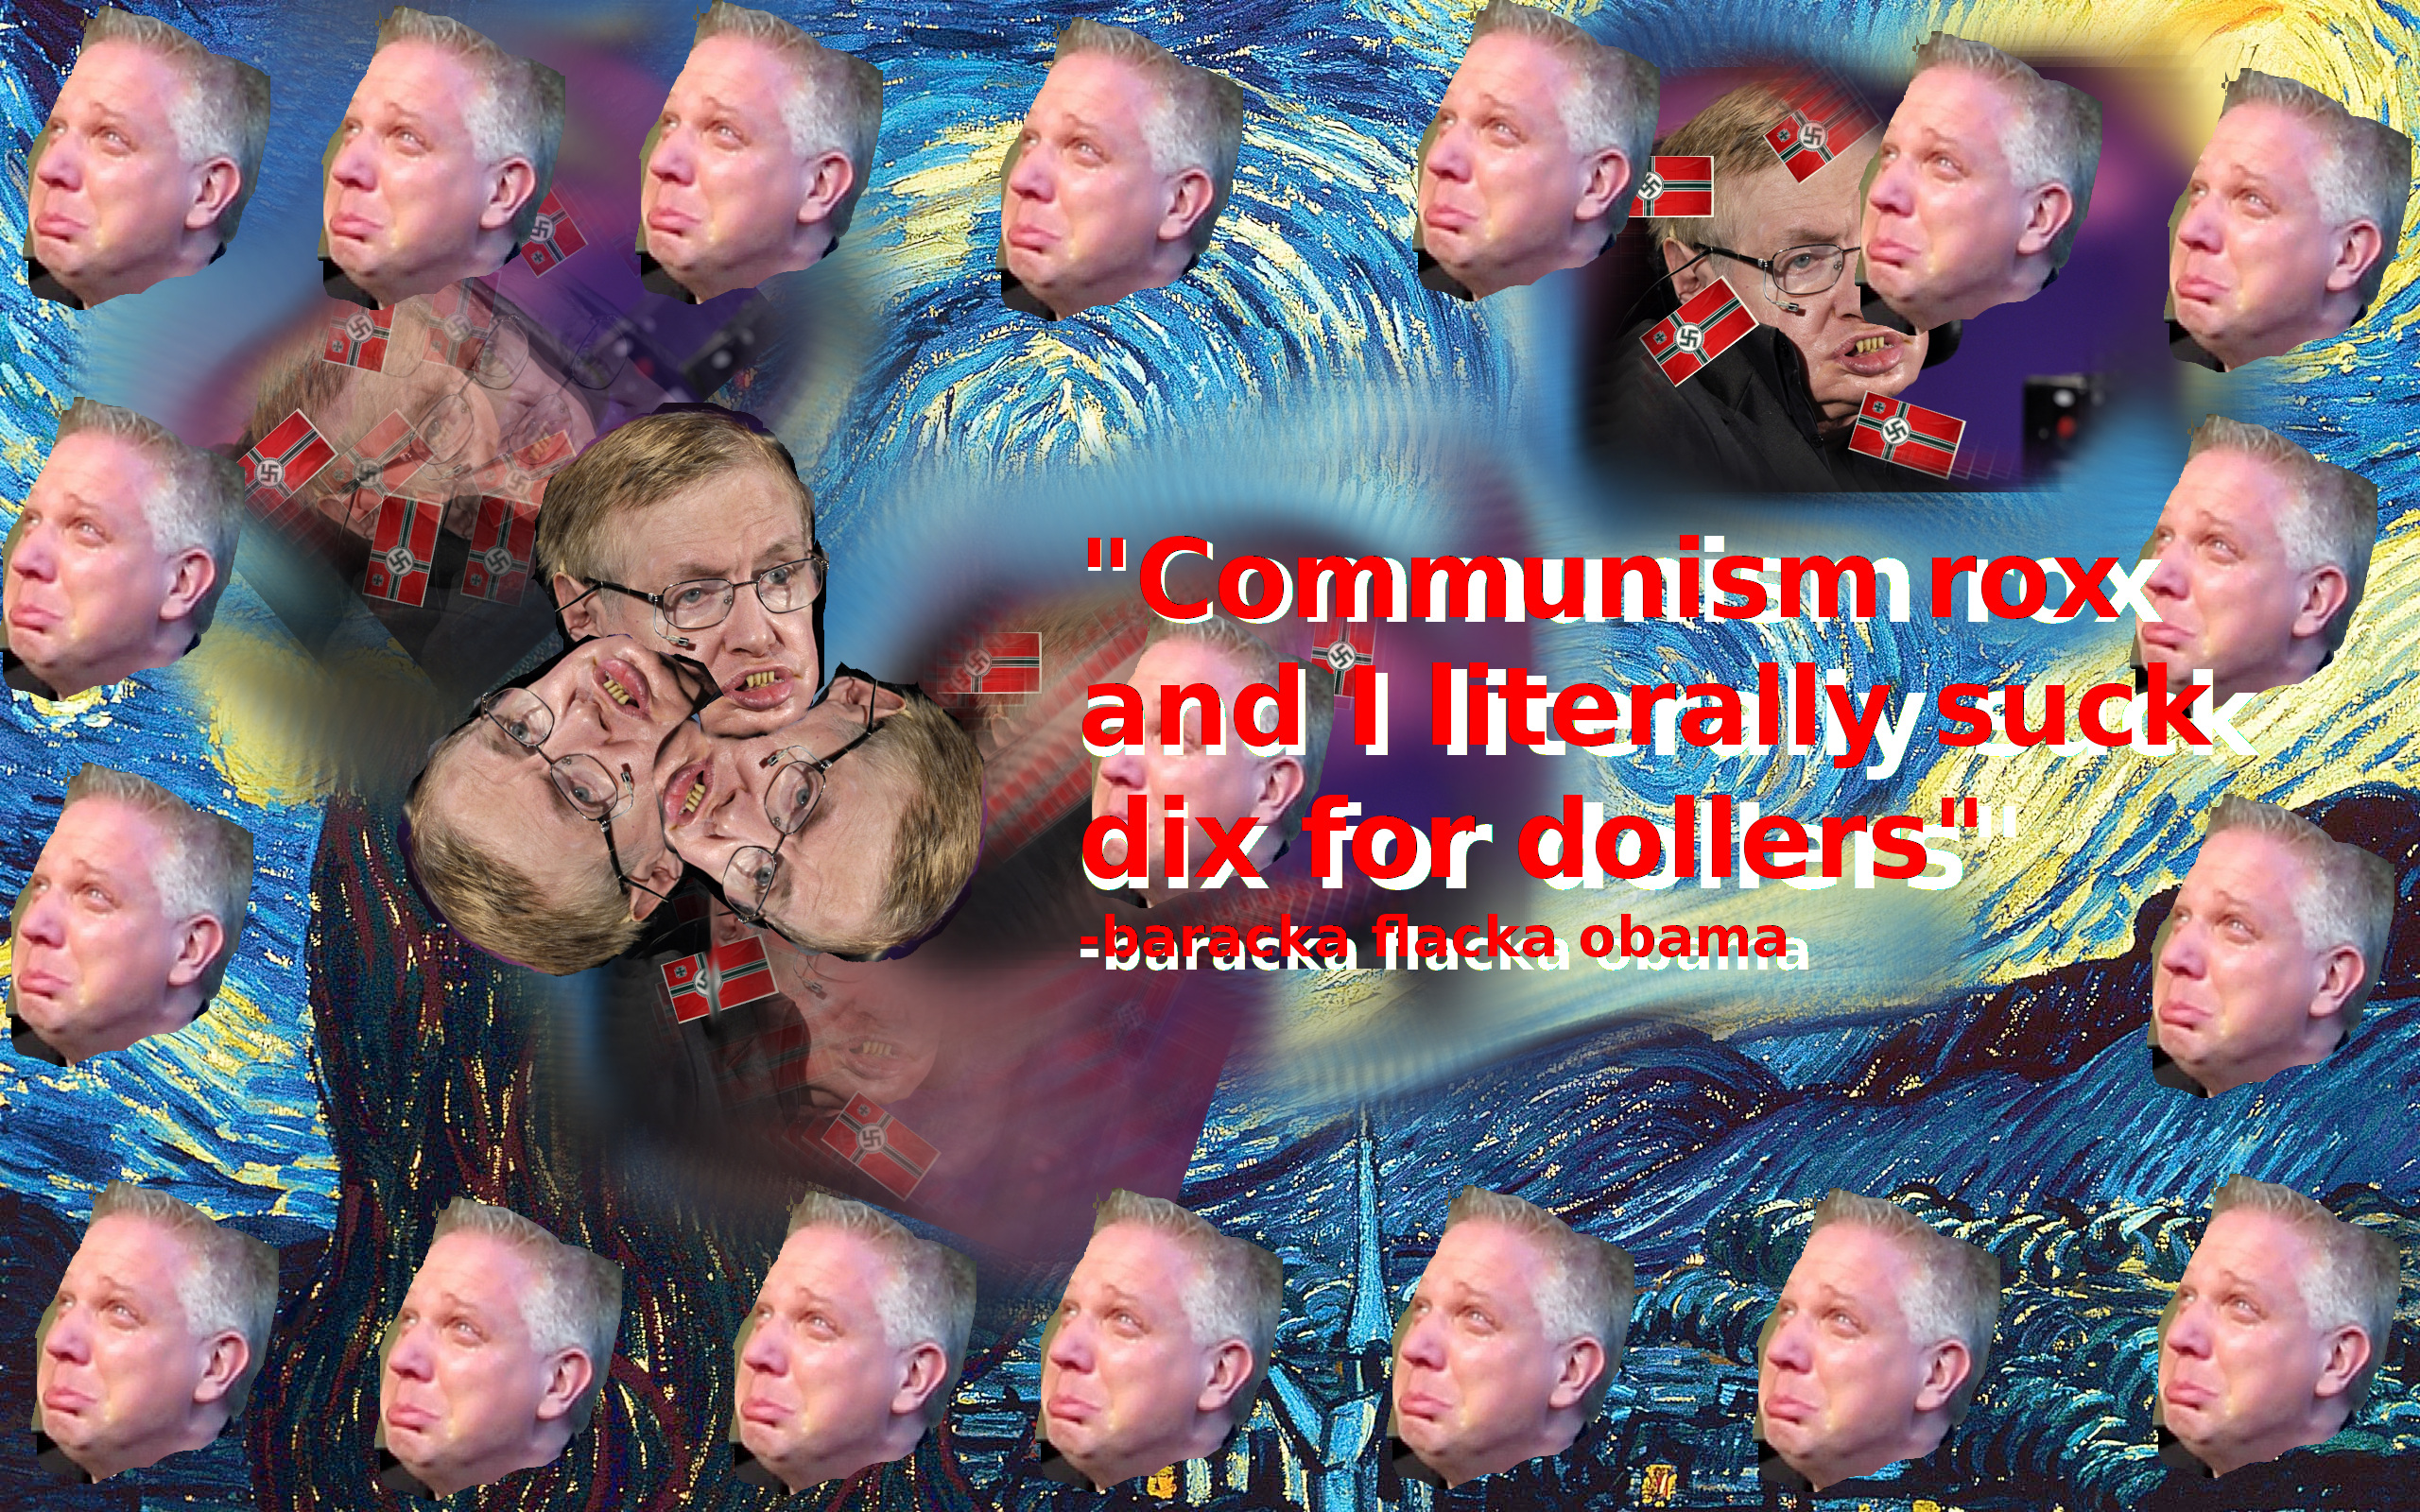 "Communism rox
and I literally suck
dix for dollers"
-baracka flacka obama